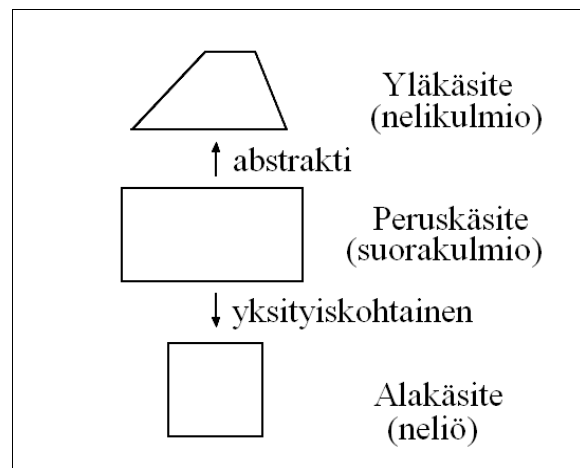 Yläkäsite
(nelikulmio)
abstrakti
Peruskäsite
(suorakulmio)
yksityiskohtainen
Alakäsite
(neliö)